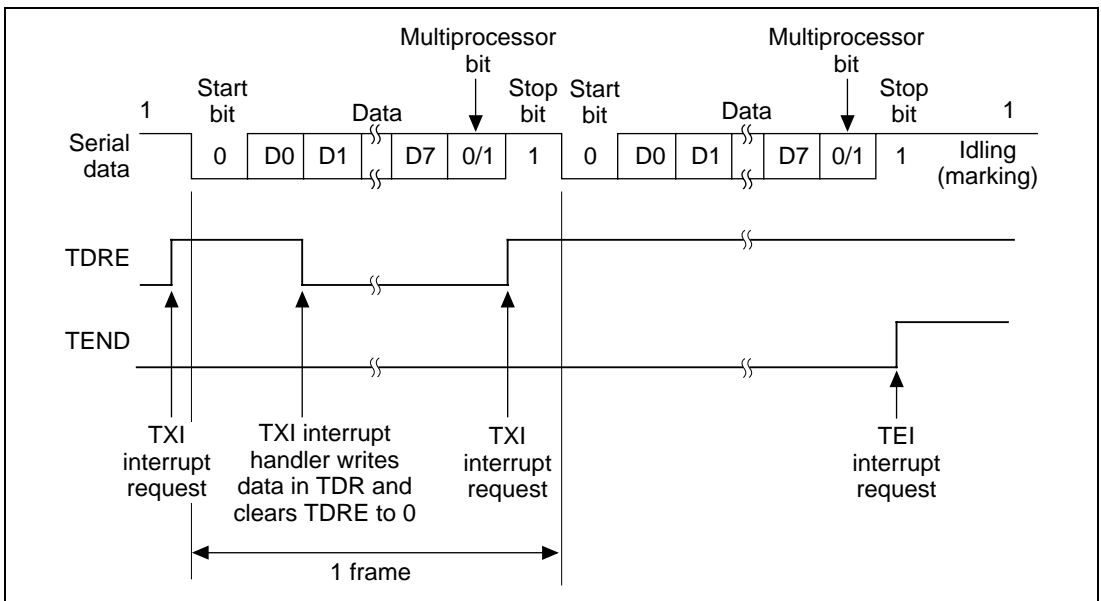 Multiprocessor bit
Multiprocessor bit
Start bit
Stop bit
Start bit
Stop bit
1
Data
Data
1
Serial data
0
D0
D1
D7
0/1
1
0
D0
D1
D7
0/1
1
Idling (marking)
TDRE
TEND
TXI interrupt request
TXI interrupt handler writes data in TDR and clears TDRE to 0
TXI interrupt request
TEI interrupt request
1 frame